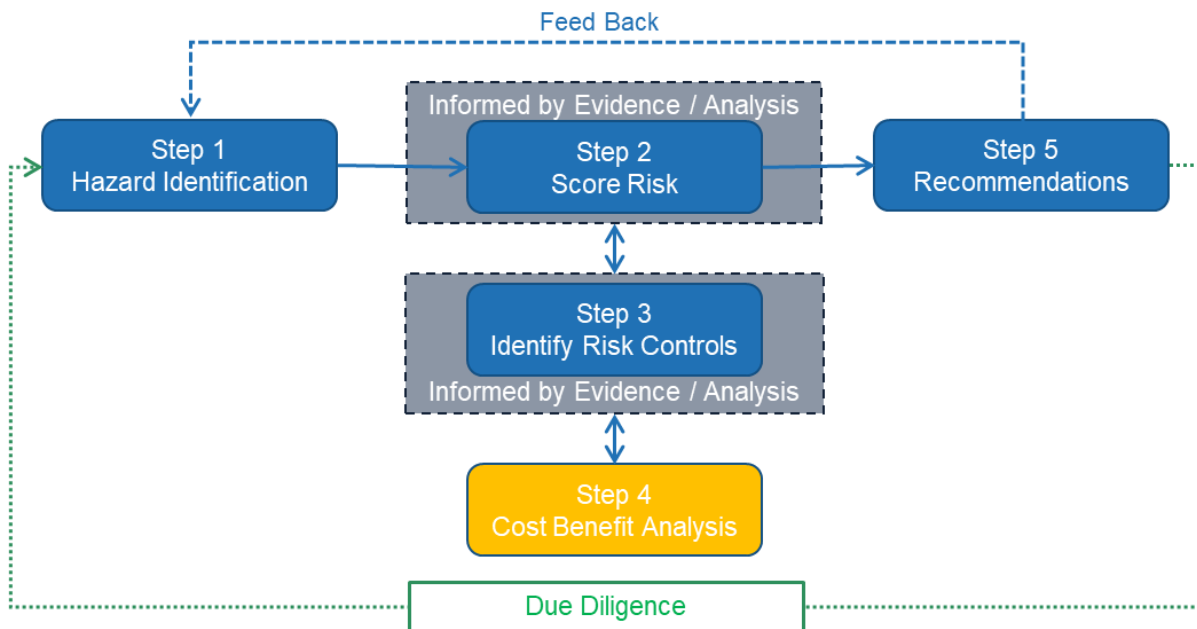 Feed Back
Step 1
Hazard Identification
Informed by Evidence / Analysis
Step 2
Score Risk
Step 5
Recommendations
Step 3
Identify Risk Controls
Informed by Evidence / Analysis
Step 4
Cost Benefit Analysis
Due Diligence